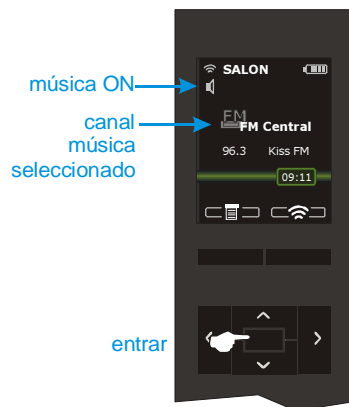 SALON
música ON
FM
canal
música
seleccionado
FM Central
96.3 Kiss FM
09:11
entrar